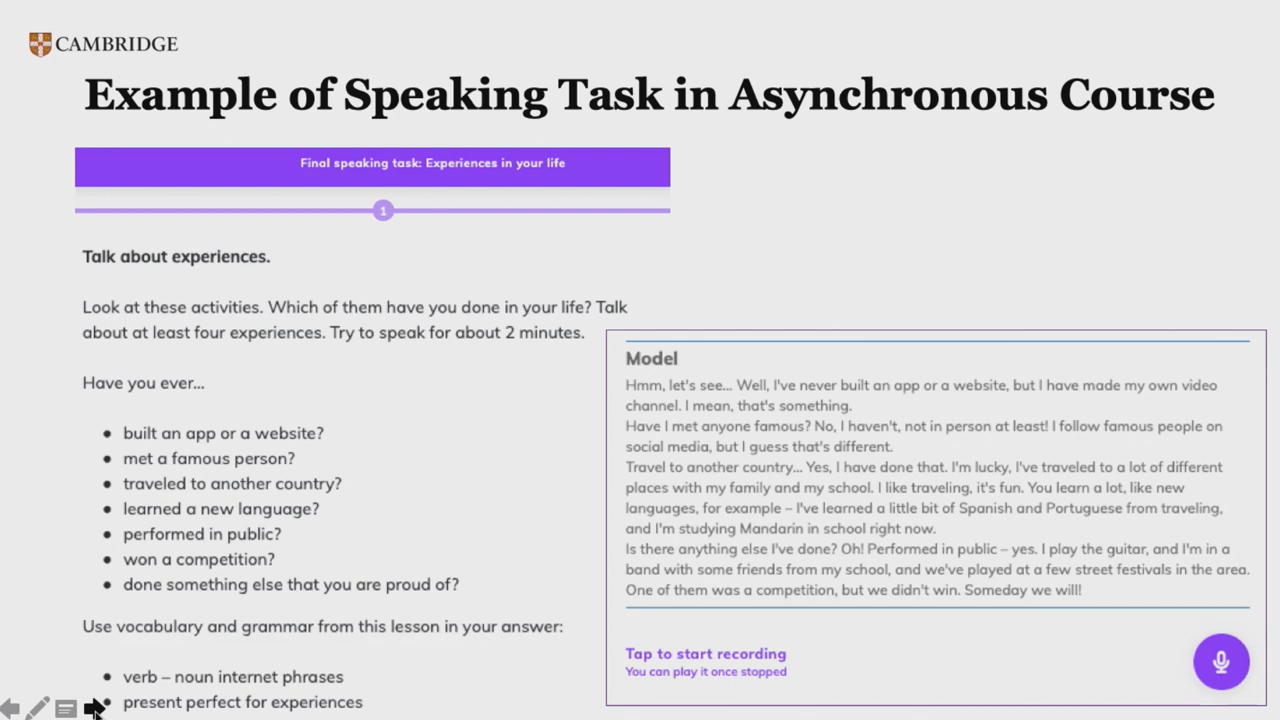 CAMBRIDGE
Example of Speaking Task in Asynchronous Course
Final speaking task: Experiences in your life
1
Talk about experiences.
Look at these activities. Which of them have you done in your life? Talk
about at least four experiences. Try to speak for about 2 minutes.
Have you ever...
• built an app or a website?
• met a famous person?
• traveled to another country?
• learned a new language?
• performed in public?
• won a competition?
• done something else that you are proud of?
Use vocabulary and grammar from this lesson in your answer:
• verb – noun internet phrases
• present perfect for experiences
Model
Hmm, let's see... Well, I've never built an app or a website, but I have made my own video
channel. I mean, that's something.
Have I met anyone famous? No, I haven't, not in person at least! I follow famous people on
social media, but I guess that's different.
Travel to another country... Yes, I have done that. I'm lucky, I've traveled to a lot of different
places with my family and my school. I like traveling, it's fun. You learn a lot, like new
languages, for example – I've learned a little bit of Spanish and Portuguese from traveling,
and I'm studying Mandarin in school right now.
Is there anything else I've done? Oh! Performed in public – yes. I play the guitar, and I'm in a
band with some friends from my school, and we've played at a few street festivals in the area.
One of them was a competition, but we didn't win. Someday we will!
Tap to start recording
You can play it once stopped